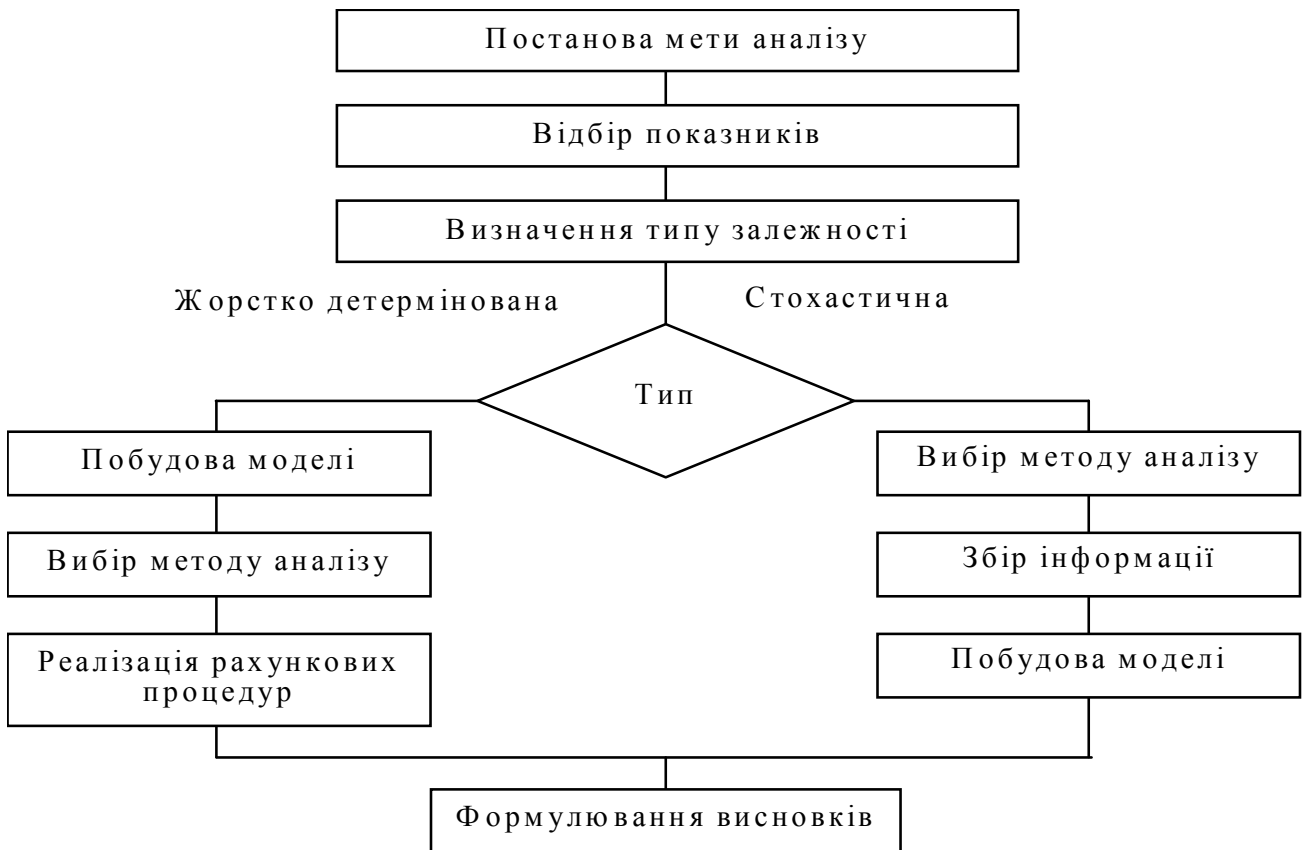 Постанова мети аналізу
Відбір показників
Визначення типу залежності
Жорстко детермінована
Стохастична
Тип
Побудова моделі
Вибір методу аналізу
Вибір методу аналізу
Збір інформації
Реалізація рахункових
процедур
Побудова моделі
Формулювання висновків